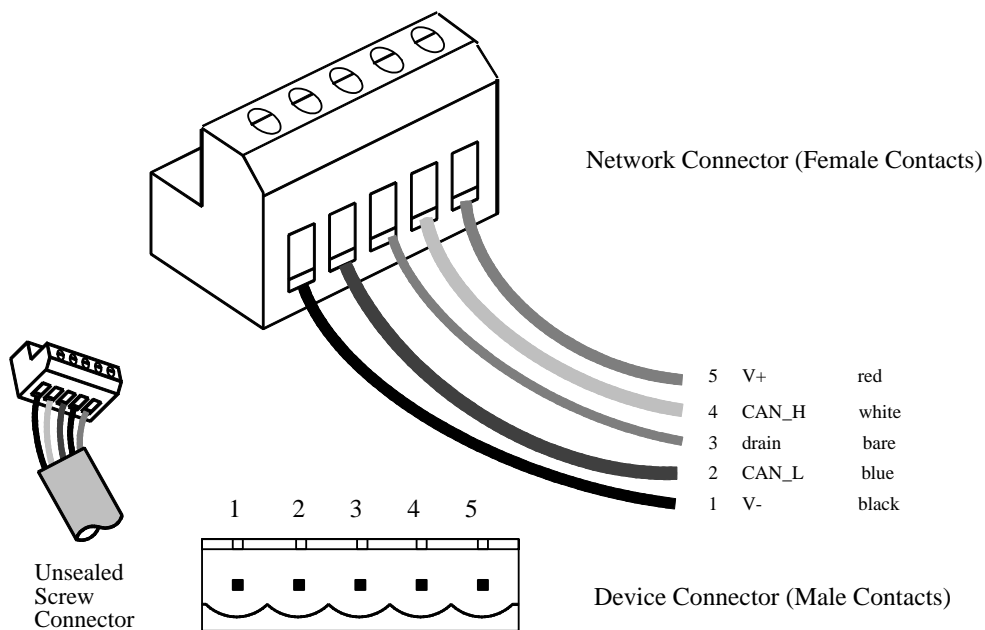 Network Connector (Female Contacts)
5 V+ red
4 CAN_H white
3 drain bare
2 CAN_L blue
1 V- black
1 2 3 4 5
Unsealed
Screw
Connector
Device Connector (Male Contacts)